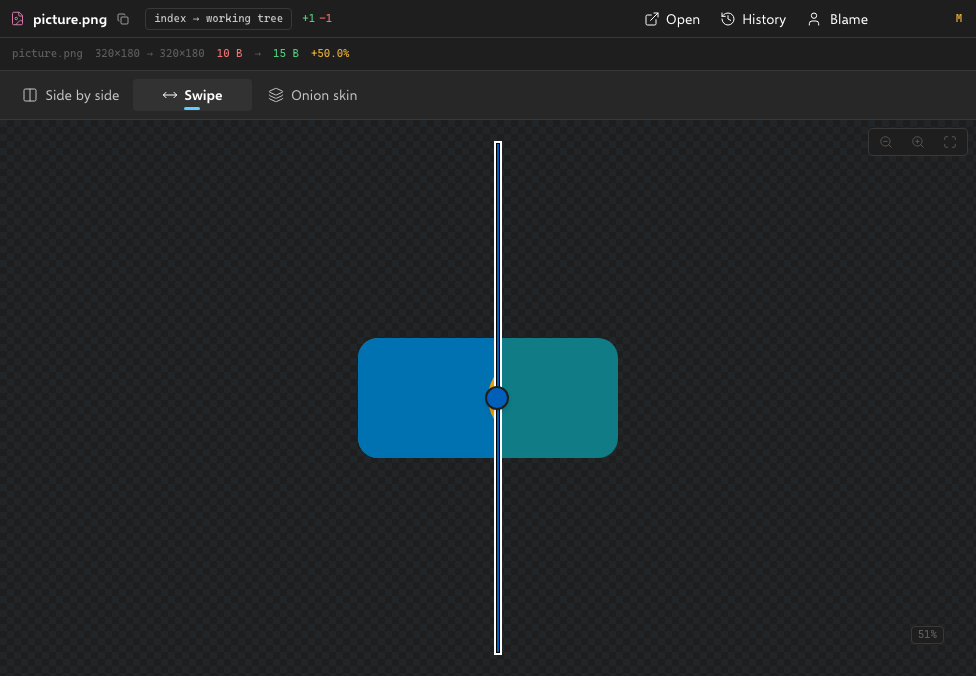 picture.png index → working tree +1 −1 Open History Blame M
picture.png 320×180 → 320×180 10 B → 15 B +50.0%
Side by side Swipe Onion skin
51%